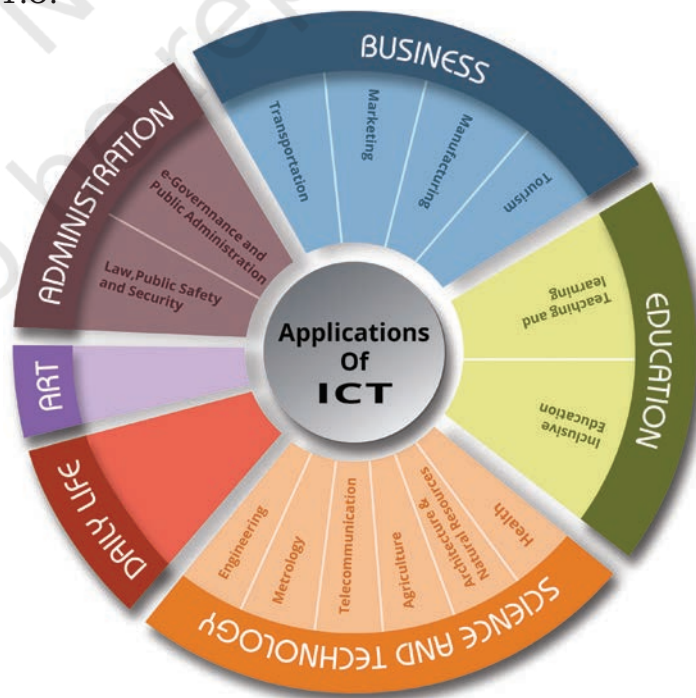 1.8.
BUSINESS
Transportation
Marketing
Manufacturing
Tourism
EDUCATION
Teaching and
learning
Inclusive
Education
SCIENCE AND TECHNOLOGY
Health
Architecture &
Natural Resources
Agriculture
Telecommunication
Metrology
Engineering
DAILY LIFE
ART
ADMINISTRATION
Law,Public Safety
and Security
e-Governnance and
Public Administration
Applications
Of
ICT